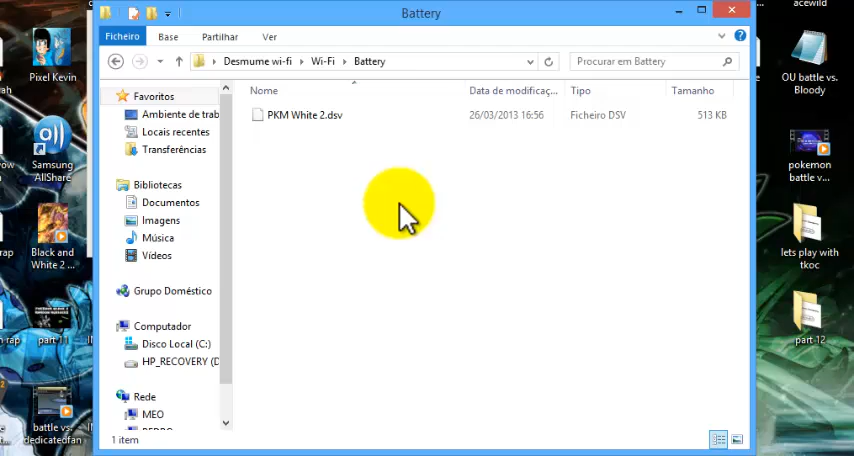 Battery
Ficheiro
Base
Partilhar
Ver
Desmume wi-fi
Wi-Fi
Battery
Procurar em Battery
Favoritos
Ambiente de trab
Locais recentes
Transferências
Bibliotecas
Documentos
Imagens
Música
Vídeos
Grupo Doméstico
Computador
Disco Local (C:)
HP_RECOVERY (D
Rede
MEO
Nome
Data de modificaç...
Tipo
Tamanho
PKM White 2.dsv
26/03/2013 16:56
Ficheiro DSV
513 KB
1 item
Pixel Kevin
Samsung
AllShare
Black and
White 2 ...
part 11
battle vs.
dedicatedfan
acewild
OU battle vs.
Bloody
pokemon
battle v...
lets play with
tkoc
part 12